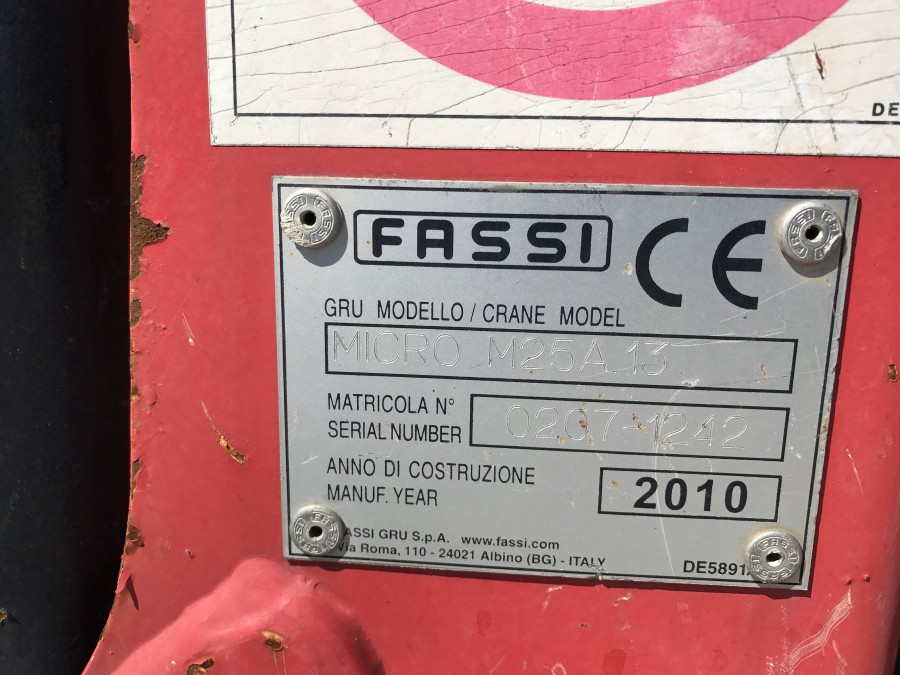 DE
FASSI CE
GRU MODELLO / CRANE MODEL
MICRO M25A.13
MATRICOLA N°
SERIAL NUMBER
0207-1242
ANNO DI COSTRUZIONE
MANUF. YEAR
2010
FASSI GRU S.p.A. www.fassi.com
Via Roma, 110 - 24021 Albino (BG) - ITALY
DE5891